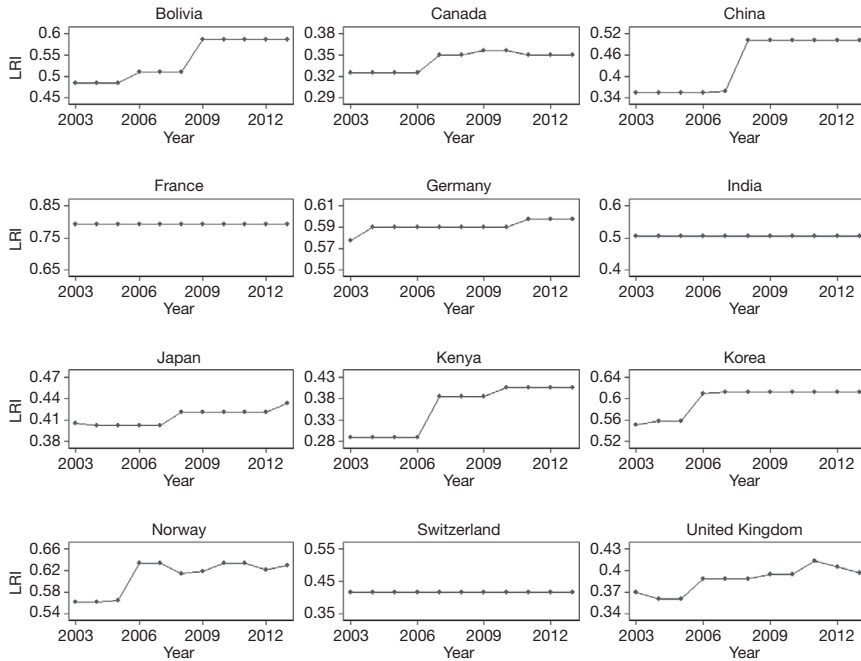 Bolivia
LRI
0.6
0.55
0.5
0.45
2003 2006 2009 2012
Year
Canada
0.38
0.35
0.32
0.29
2003 2006 2009 2012
Year
China
0.52
0.46
0.4
0.34
2003 2006 2009 2012
Year
France
LRI
0.85
0.75
0.65
2003 2006 2009 2012
Year
Germany
0.61
0.59
0.57
0.55
2003 2006 2009 2012
Year
India
0.6
0.5
0.4
2003 2006 2009 2012
Year
Japan
LRI
0.47
0.44
0.41
0.38
2003 2006 2009 2012
Year
Kenya
0.43
0.38
0.33
0.28
2003 2006 2009 2012
Year
Korea
0.64
0.6
0.56
0.52
2003 2006 2009 2012
Year
Norway
LRI
0.66
0.62
0.58
0.54
2003 2006 2009 2012
Year
Switzerland
0.55
0.45
0.35
2003 2006 2009 2012
Year
United Kingdom
0.43
0.4
0.37
0.34
2003 2006 2009 2012
Year